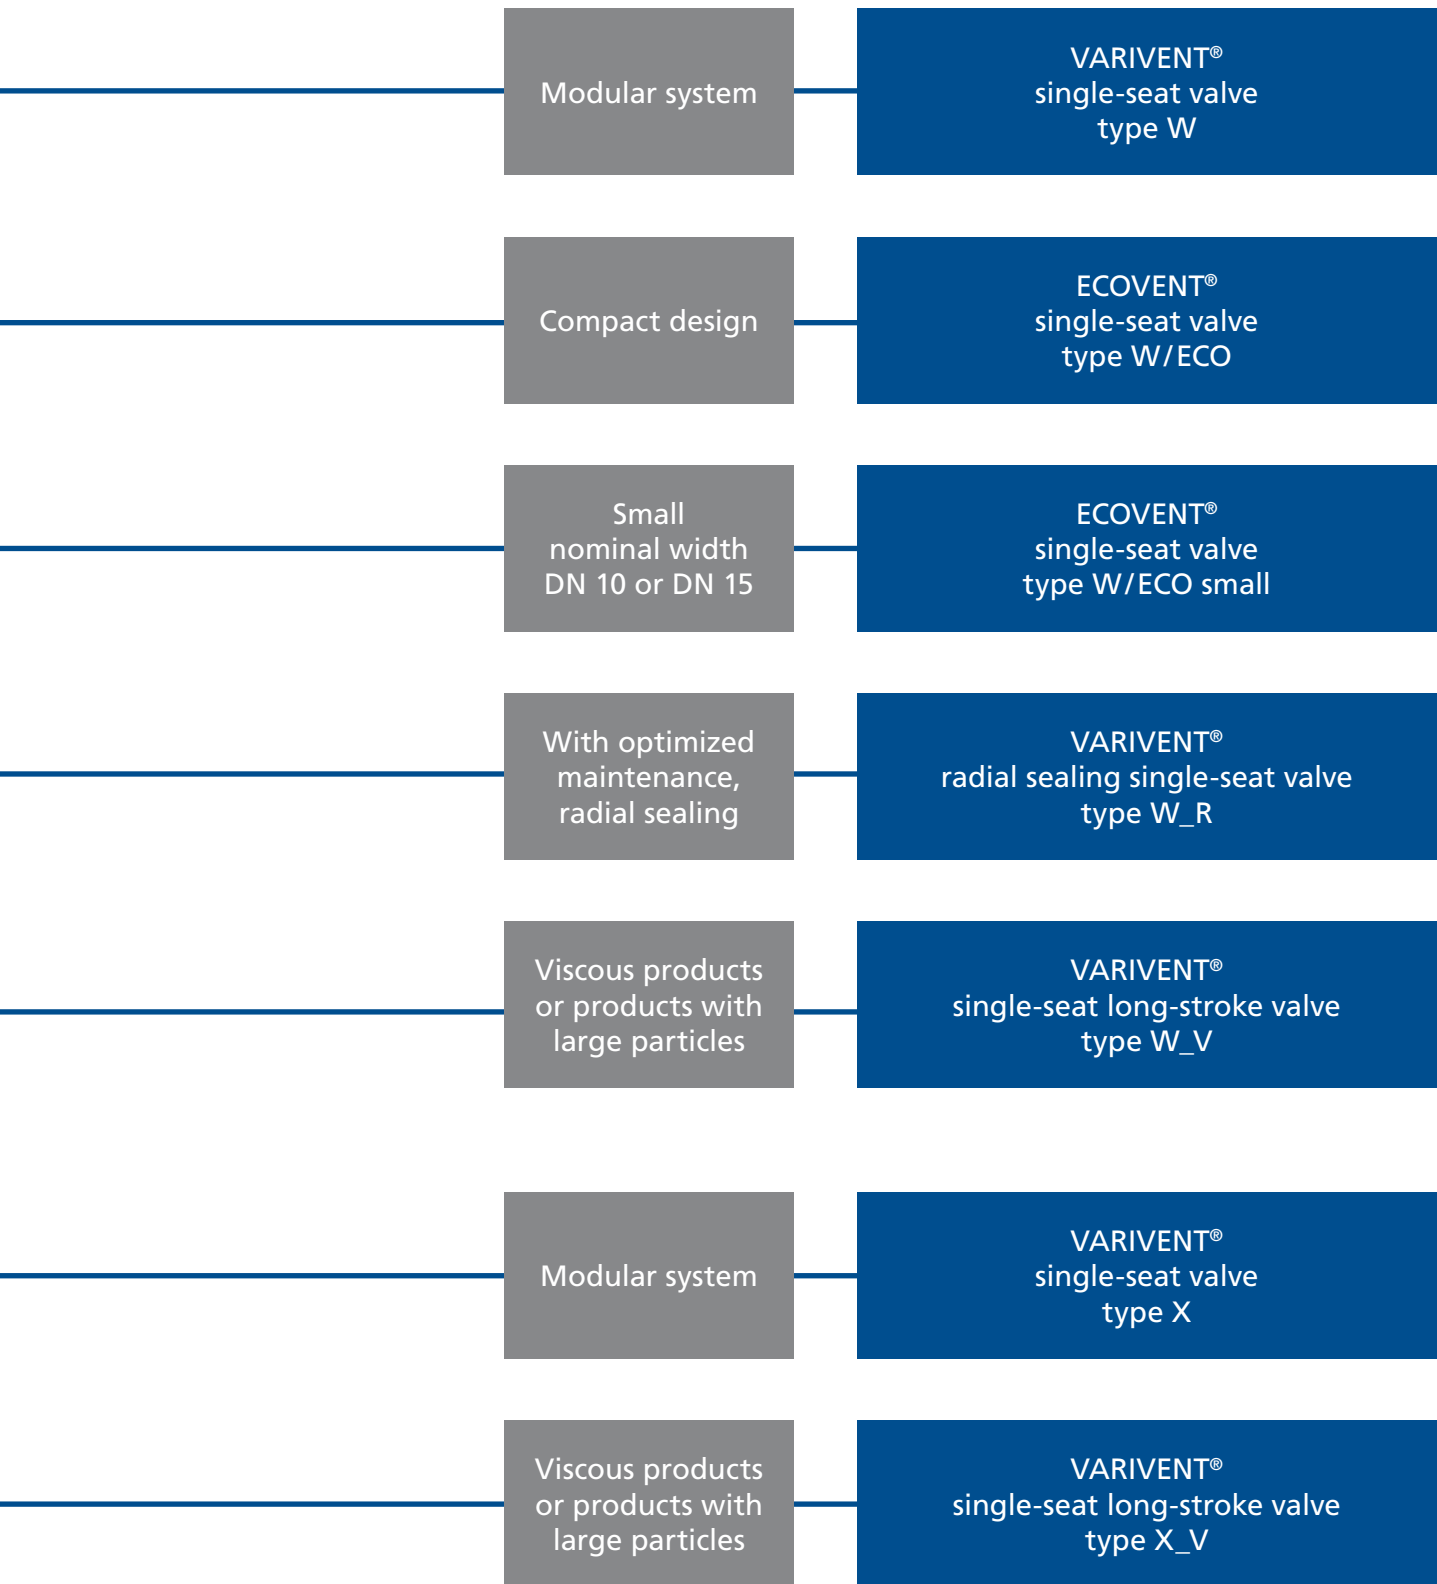 Modular system
VARIVENT®
single-seat valve
type W
Compact design
ECOVENT®
single-seat valve
type W/ECO
Small
nominal width
DN 10 or DN 15
ECOVENT®
single-seat valve
type W/ECO small
With optimized
maintenance,
radial sealing
VARIVENT®
radial sealing single-seat valve
type W_R
Viscous products
or products with
large particles
VARIVENT®
single-seat long-stroke valve
type W_V
Modular system
VARIVENT®
single-seat valve
type X
Viscous products
or products with
large particles
VARIVENT®
single-seat long-stroke valve
type X_V